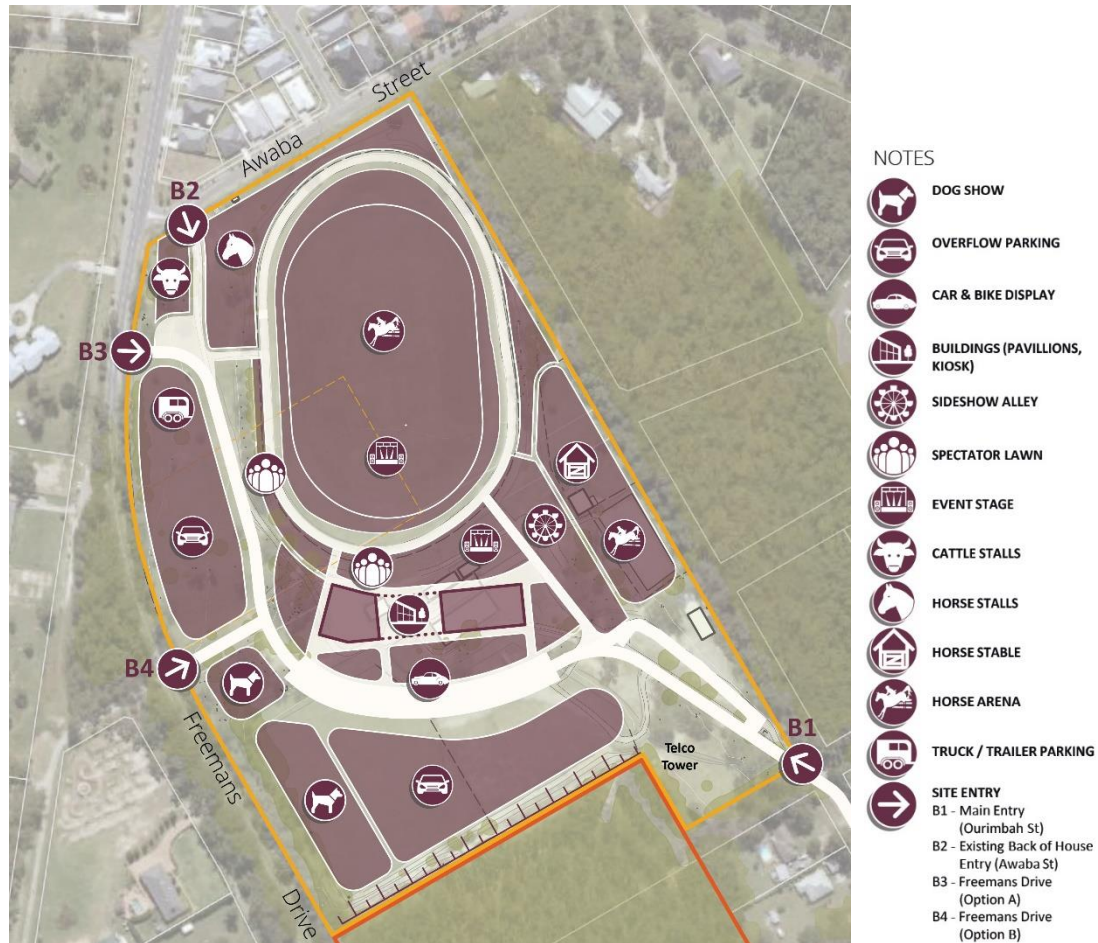 Awaba Street
B2
B3
B4
B1
Telco
Tower
Freemans Drive
NOTES
DOG SHOW
OVERFLOW PARKING
CAR & BIKE DISPLAY
BUILDINGS (PAVILLIONS,
KIOSK)
SIDESHOW ALLEY
SPECTATOR LAWN
EVENT STAGE
CATTLE STALLS
HORSE STALLS
HORSE STABLE
HORSE ARENA
TRUCK / TRAILER PARKING
SITE ENTRY
B1 - Main Entry
(Ourimbah St)
B2 - Existing Back of House
Entry (Awaba St)
B3 - Freemans Drive
(Option A)
B4 - Freemans Drive
(Option B)